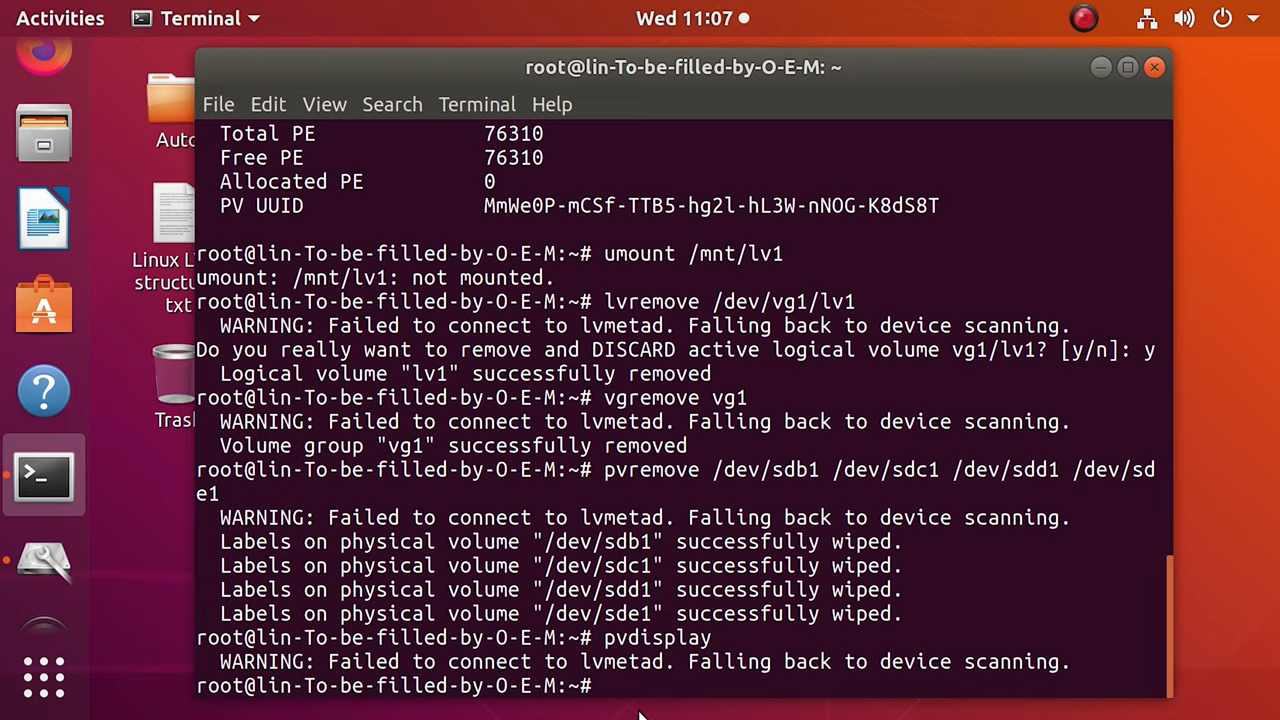 Activities Terminal Wed 11:07
root@lin-To-be-filled-by-O-E-M: ~
File Edit View Search Terminal Help
Total PE 76310
Free PE 76310
Allocated PE 0
PV UUID MmWe0P-mCSf-TTB5-hg2l-hL3W-nNOG-K8dS8T
root@lin-To-be-filled-by-O-E-M:~# umount /mnt/lv1
umount: /mnt/lv1: not mounted.
root@lin-To-be-filled-by-O-E-M:~# lvremove /dev/vg1/lv1
WARNING: Failed to connect to lvmetad. Falling back to device scanning.
Do you really want to remove and DISCARD active logical volume vg1/lv1? [y/n]: y
Logical volume "lv1" successfully removed
root@lin-To-be-filled-by-O-E-M:~# vgremove vg1
WARNING: Failed to connect to lvmetad. Falling back to device scanning.
Volume group "vg1" successfully removed
root@lin-To-be-filled-by-O-E-M:~# pvremove /dev/sdb1 /dev/sdc1 /dev/sdd1 /dev/sd
e1
WARNING: Failed to connect to lvmetad. Falling back to device scanning.
Labels on physical volume "/dev/sdb1" successfully wiped.
Labels on physical volume "/dev/sdc1" successfully wiped.
Labels on physical volume "/dev/sdd1" successfully wiped.
Labels on physical volume "/dev/sde1" successfully wiped.
root@lin-To-be-filled-by-O-E-M:~# pvdisplay
WARNING: Failed to connect to lvmetad. Falling back to device scanning.
root@lin-To-be-filled-by-O-E-M:~#
Auto
Linux L
structu
txt
Trash